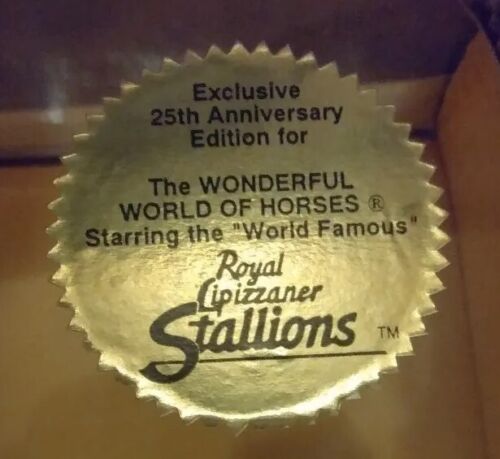 Exclusive
25th Anniversary
Edition for
The WONDERFUL
WORLD OF HORSES ®
Starring the "World Famous"
Royal
Lipizzaner
Stallions ™